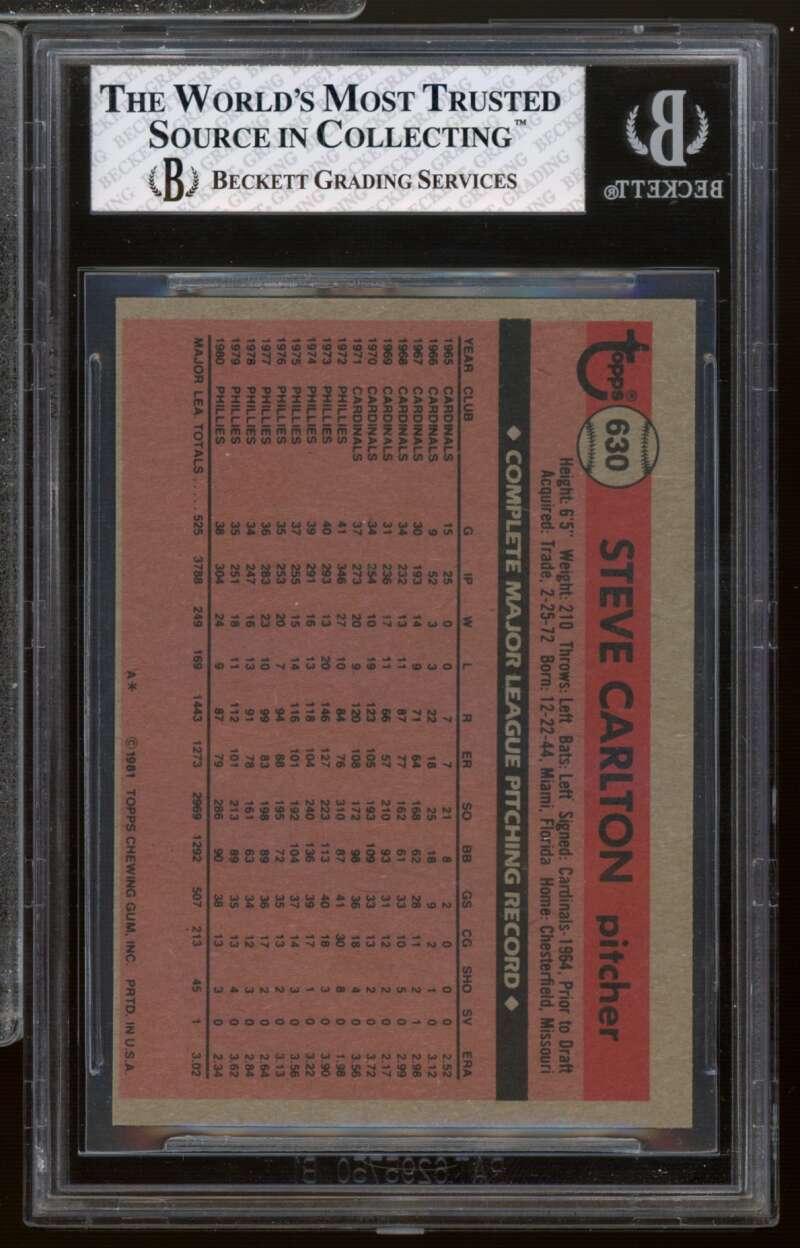 THE WORLD'S MOST TRUSTED
SOURCE IN COLLECTING™
B BECKETT GRADING SERVICES
B
BECKETT®
Topps® 630 STEVE CARLTON pitcher
Height: 6'5" Weight: 210 Throws: Left Bats: Left Signed: Cardinals-1964, Prior to Draft
Acquired: Trade, 2-25-72 Born: 12-22-44, Miami, Florida Home: Chesterfield, Missouri
◆ COMPLETE MAJOR LEAGUE PITCHING RECORD ◆
YEAR CLUB G IP W L R ER SO BB GS CG SHO SV ERA
1965 CARDINALS 15 25 0 0 7 7 21 8 2 0 0 0 2.52
1966 CARDINALS 9 52 3 3 22 18 25 18 9 2 1 0 3.12
1967 CARDINALS 30 193 14 9 71 64 168 62 28 11 2 1 2.98
1968 CARDINALS 34 232 13 11 87 77 162 61 33 10 5 0 2.99
1969 CARDINALS 31 236 17 11 66 57 210 93 31 12 2 0 2.17
1970 CARDINALS 34 254 10 19 123 105 193 109 33 13 2 0 3.72
1971 CARDINALS 37 273 20 9 120 108 172 98 36 18 4 0 3.56
1972 PHILLIES 41 346 27 10 84 76 310 87 41 30 8 0 1.98
1973 PHILLIES 40 293 13 20 146 127 223 113 40 18 3 0 3.90
1974 PHILLIES 39 291 16 13 118 104 240 136 39 17 1 0 3.22
1975 PHILLIES 37 255 15 14 116 101 192 104 37 14 3 0 3.56
1976 PHILLIES 35 253 20 7 94 88 195 72 35 13 2 0 3.13
1977 PHILLIES 36 283 23 10 99 83 198 89 36 17 2 0 2.64
1978 PHILLIES 34 247 16 13 91 78 161 63 34 12 3 0 2.84
1979 PHILLIES 35 251 18 11 112 101 213 89 35 13 4 0 3.62
1980 PHILLIES 38 304 24 9 87 79 286 90 38 13 3 0 2.34
MAJOR LEA. TOTALS . . . . . 525 3788 249 169 1443 1273 2969 1292 507 213 45 1 3.02
A* ©1981 TOPPS CHEWING GUM, INC. PRTD. IN U.S.A.